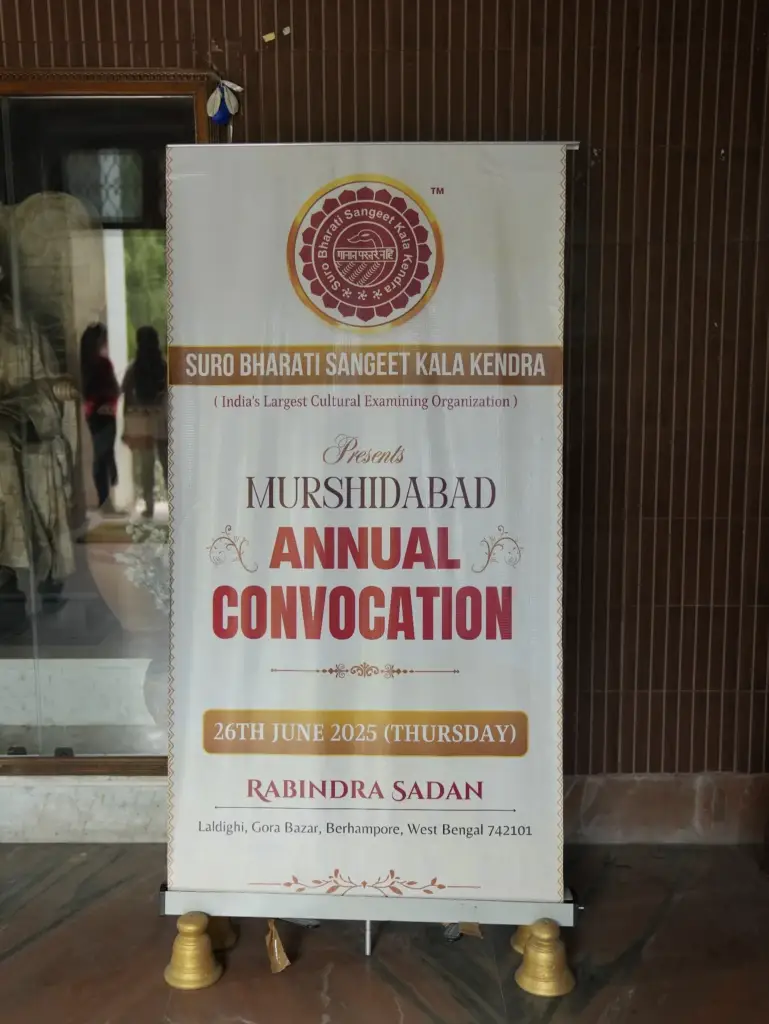 TM
Suro Bharati Sangeet Kala Kendra
SURO BHARATI SANGEET KALA KENDRA
( India's Largest Cultural Examining Organization )
Presents
MURSHIDABAD
ANNUAL
CONVOCATION
26TH JUNE 2025 (THURSDAY)
RABINDRA SADAN
Laldighi, Gora Bazar, Berhampore, West Bengal 742101